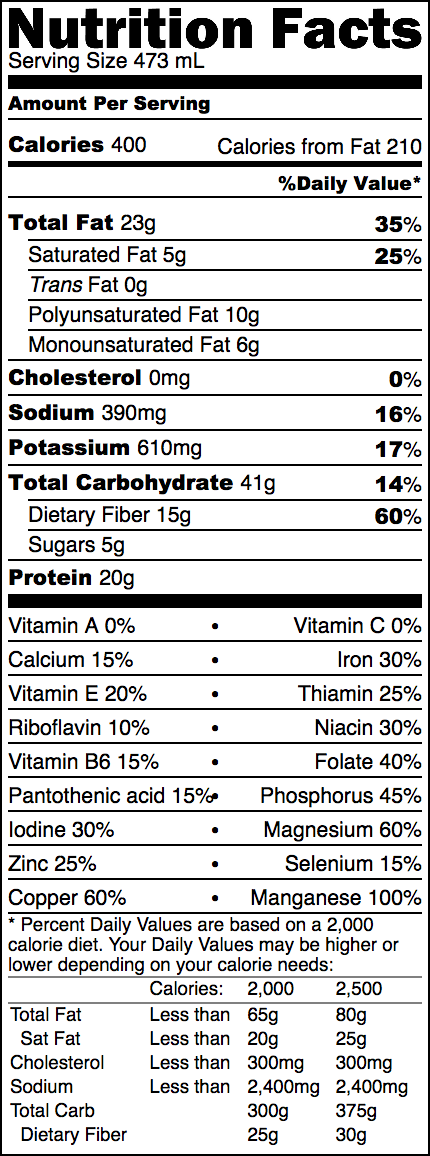 Nutrition Facts
Serving Size 473 mL
Amount Per Serving
Calories 400 Calories from Fat 210
%Daily Value*
Total Fat 23g 35%
Saturated Fat 5g 25%
Trans Fat 0g
Polyunsaturated Fat 10g
Monounsaturated Fat 6g
Cholesterol 0mg 0%
Sodium 390mg 16%
Potassium 610mg 17%
Total Carbohydrate 41g 14%
Dietary Fiber 15g 60%
Sugars 5g
Protein 20g
Vitamin A 0% • Vitamin C 0%
Calcium 15% • Iron 30%
Vitamin E 20% • Thiamin 25%
Riboflavin 10% • Niacin 30%
Vitamin B6 15% • Folate 40%
Pantothenic acid 15% • Phosphorus 45%
Iodine 30% • Magnesium 60%
Zinc 25% • Selenium 15%
Copper 60% • Manganese 100%
* Percent Daily Values are based on a 2,000
calorie diet. Your Daily Values may be higher or
lower depending on your calorie needs:
Calories: 2,000 2,500
Total Fat Less than 65g 80g
Sat Fat Less than 20g 25g
Cholesterol Less than 300mg 300mg
Sodium Less than 2,400mg 2,400mg
Total Carb 300g 375g
Dietary Fiber 25g 30g